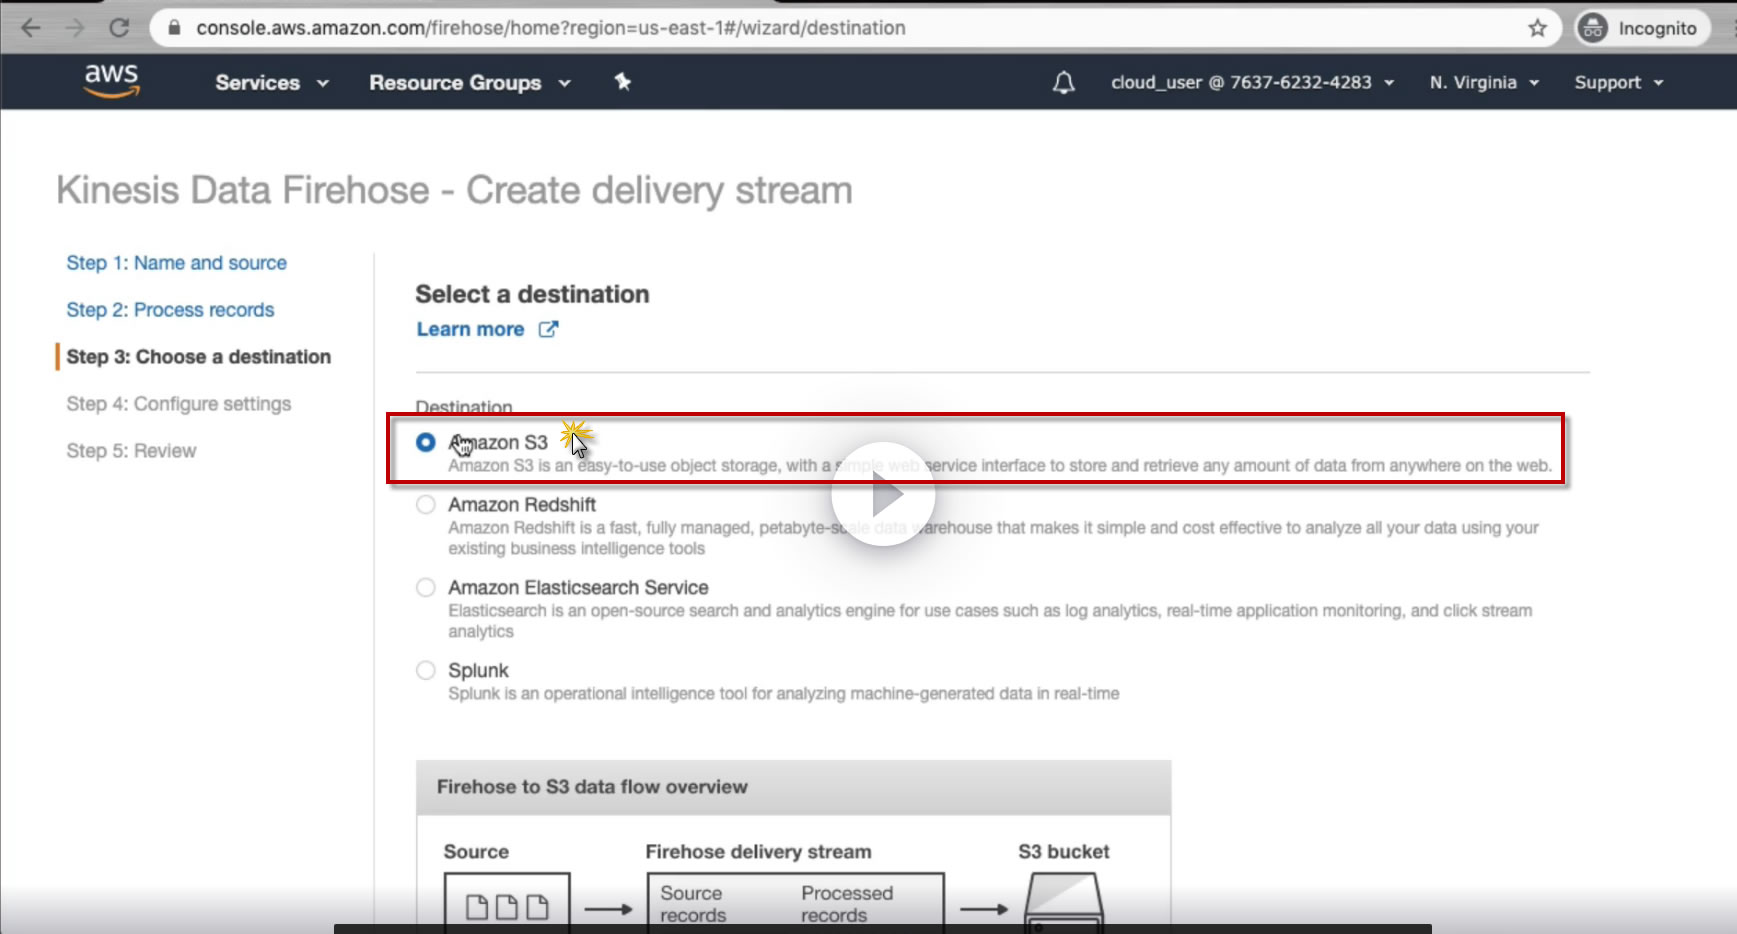 console.aws.amazon.com/firehose/home?region=us-east-1#/wizard/destination
Incognito
aws
Services
Resource Groups
cloud_user @ 7637-6232-4283
N. Virginia
Support
Kinesis Data Firehose - Create delivery stream
Step 1: Name and source
Step 2: Process records
Step 3: Choose a destination
Step 4: Configure settings
Step 5: Review
Select a destination
Learn more
Destination
Amazon S3
Amazon S3 is an easy-to-use object storage, with a simple web service interface to store and retrieve any amount of data from anywhere on the web.
Amazon Redshift
Amazon Redshift is a fast, fully managed, petabyte-scale data warehouse that makes it simple and cost effective to analyze all your data using your
existing business intelligence tools
Amazon Elasticsearch Service
Elasticsearch is an open-source search and analytics engine for use cases such as log analytics, real-time application monitoring, and click stream
analytics
Splunk
Splunk is an operational intelligence tool for analyzing machine-generated data in real-time
Firehose to S3 data flow overview
Source
Firehose delivery stream
S3 bucket
Source
records
Processed
records